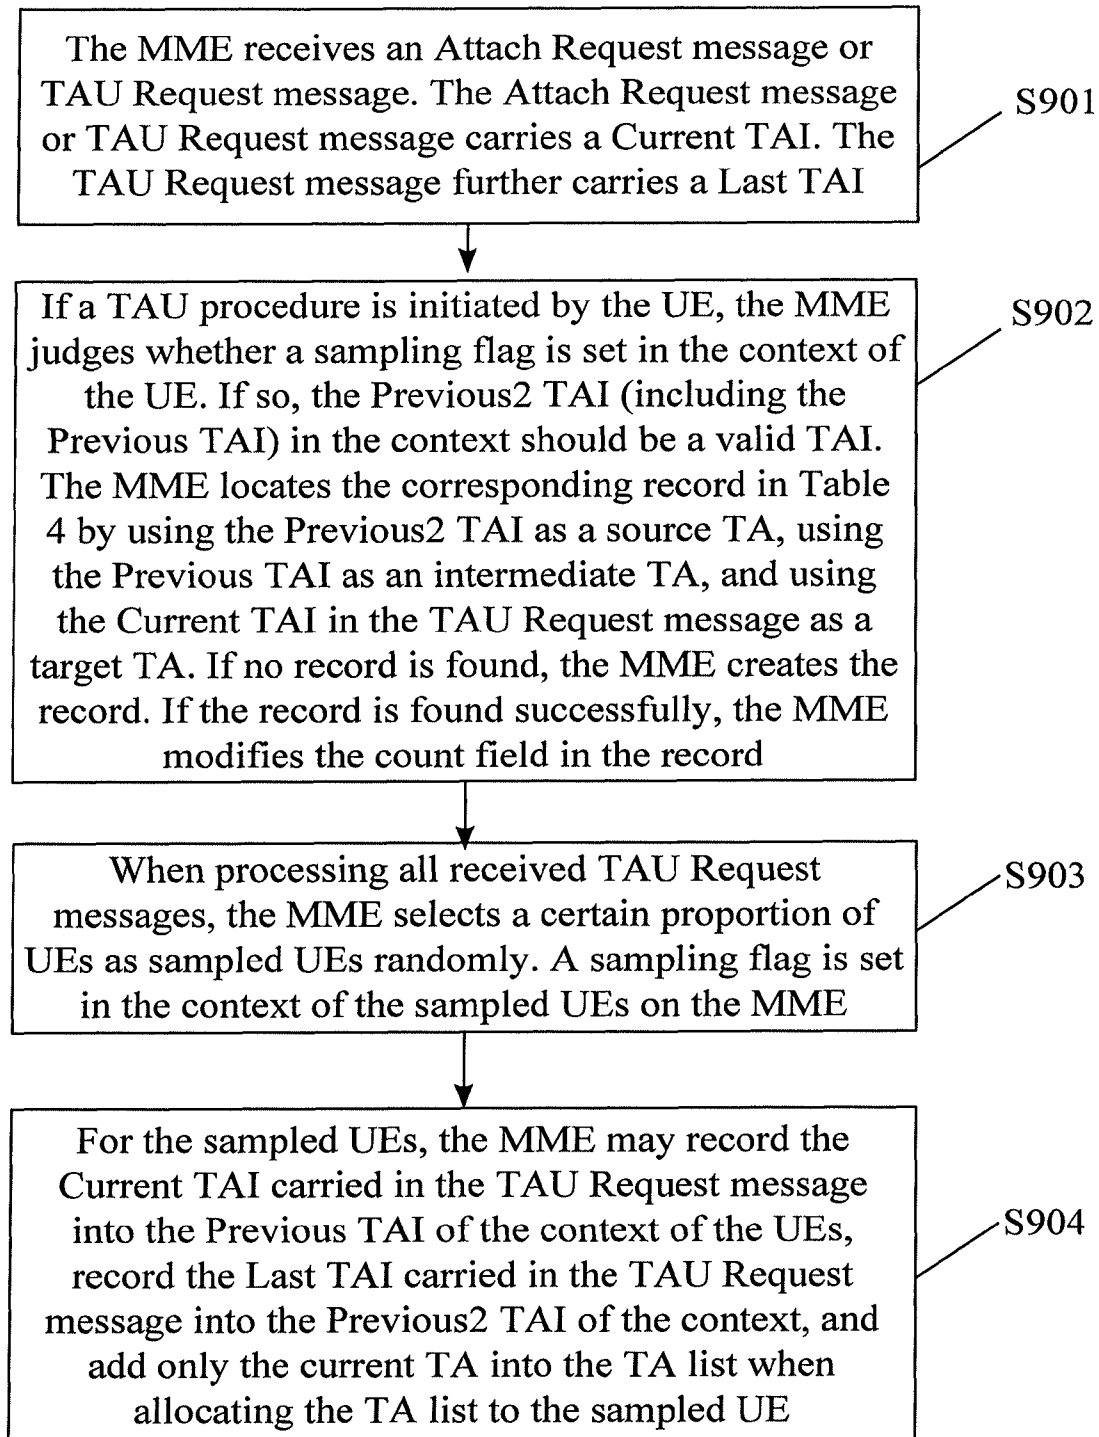 The MME receives an Attach Request message or
TAU Request message. The Attach Request message
or TAU Request message carries a Current TAI. The
TAU Request message further carries a Last TAI
S901
If a TAU procedure is initiated by the UE, the MME
judges whether a sampling flag is set in the context of
the UE. If so, the Previous2 TAI (including the
Previous TAI) in the context should be a valid TAI.
The MME locates the corresponding record in Table
4 by using the Previous2 TAI as a source TA, using
the Previous TAI as an intermediate TA, and using
the Current TAI in the TAU Request message as a
target TA. If no record is found, the MME creates the
record. If the record is found successfully, the MME
modifies the count field in the record
S902
When processing all received TAU Request
messages, the MME selects a certain proportion of
UEs as sampled UEs randomly. A sampling flag is set
in the context of the sampled UEs on the MME
S903
For the sampled UEs, the MME may record the
Current TAI carried in the TAU Request message
into the Previous TAI of the context of the UEs,
record the Last TAI carried in the TAU Request
message into the Previous2 TAI of the context, and
add only the current TA into the TA list when
allocating the TA list to the sampled UE
S904